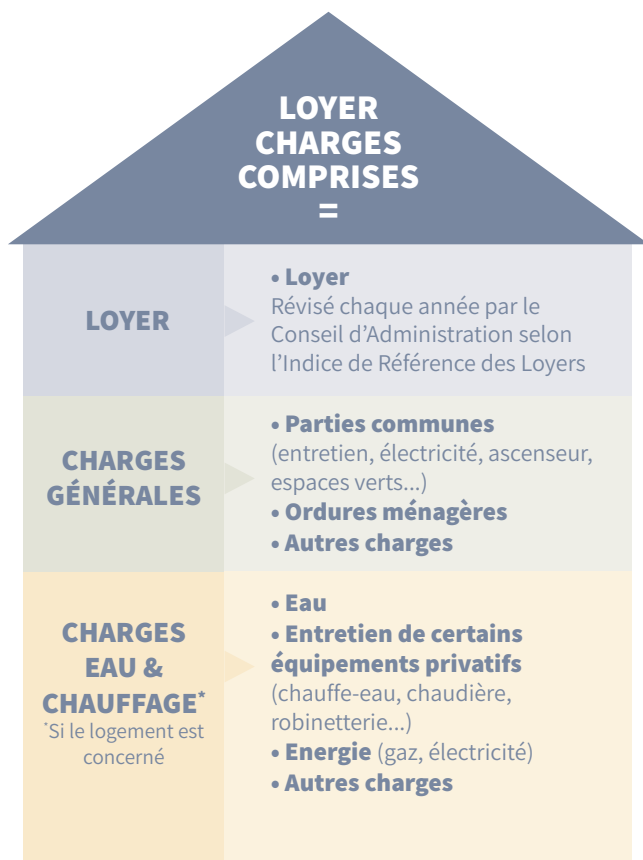 LOYER
CHARGES
COMPRISES
=
LOYER
• Loyer
Révisé chaque année par le
Conseil d'Administration selon
l'Indice de Référence des Loyers
CHARGES
GÉNÉRALES
• Parties communes
(entretien, électricité, ascenseur,
espaces verts...)
• Ordures ménagères
• Autres charges
CHARGES
EAU &
CHAUFFAGE*
*Si le logement est
concerné
• Eau
• Entretien de certains
équipements privatifs
(chauffe-eau, chaudière,
robinetterie...)
• Energie (gaz, électricité)
• Autres charges